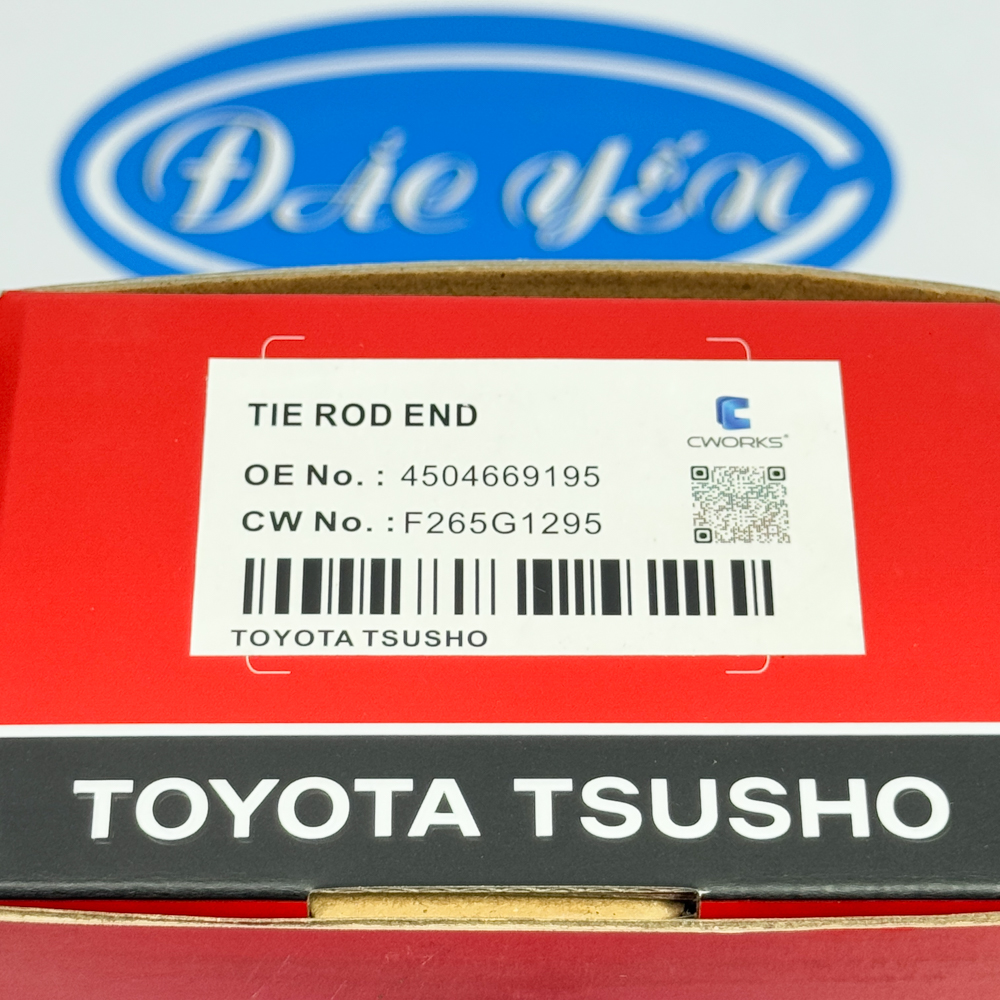 Đắc Yến
TIE ROD END
CWORKS®
OE No. : 4504669195
CW No. : F265G1295
TOYOTA TSUSHO
TOYOTA TSUSHO